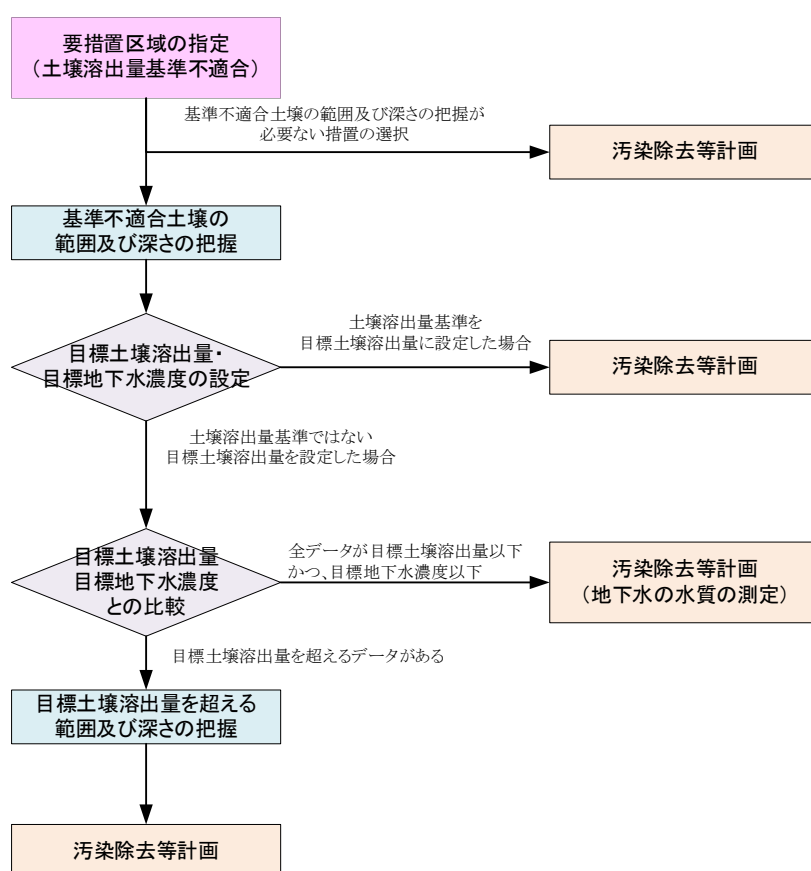 要措置区域の指定
（土壌溶出量基準不適合）
基準不適合土壌の範囲及び深さの把握が
必要ない措置の選択
汚染除去等計画
基準不適合土壌の
範囲及び深さの把握
目標土壌溶出量・
目標地下水濃度の設定
土壌溶出量基準を
目標土壌溶出量に設定した場合
汚染除去等計画
土壌溶出量基準ではない
目標土壌溶出量を設定した場合
目標土壌溶出量
目標地下水濃度
との比較
全データが目標土壌溶出量以下
かつ、目標地下水濃度以下
汚染除去等計画
（地下水の水質の測定）
目標土壌溶出量を超えるデータがある
目標土壌溶出量を超える
範囲及び深さの把握
汚染除去等計画